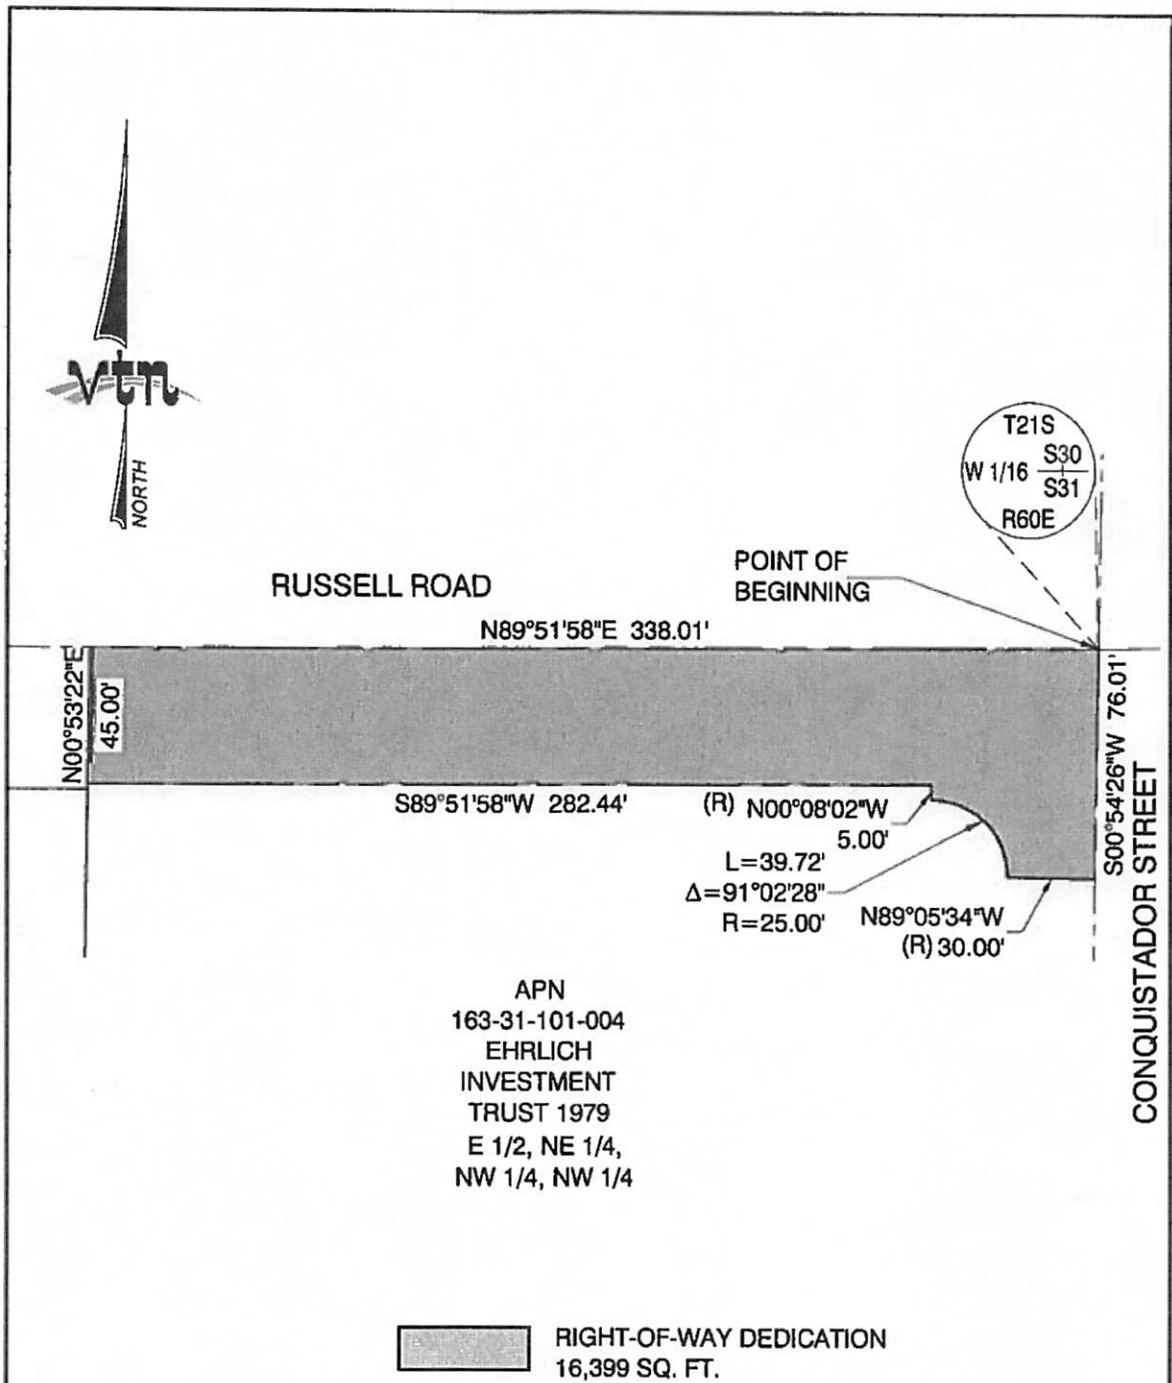 vtn
NORTH
T21S
W 1/16 S30
S31
R60E
POINT OF
BEGINNING
RUSSELL ROAD
N89°51'58"E 338.01'
N00°53'22"E
45.00'
S00°54'26"W 76.01'
CONQUISTADOR STREET
S89°51'58"W 282.44'
(R) N00°08'02"W
5.00'
L=39.72'
Δ=91°02'28"
R=25.00'
N89°05'34"W
(R) 30.00'
APN
163-31-101-004
EHRLICH
INVESTMENT
TRUST 1979
E 1/2, NE 1/4,
NW 1/4, NW 1/4
RIGHT-OF-WAY DEDICATION
16,399 SQ. FT.